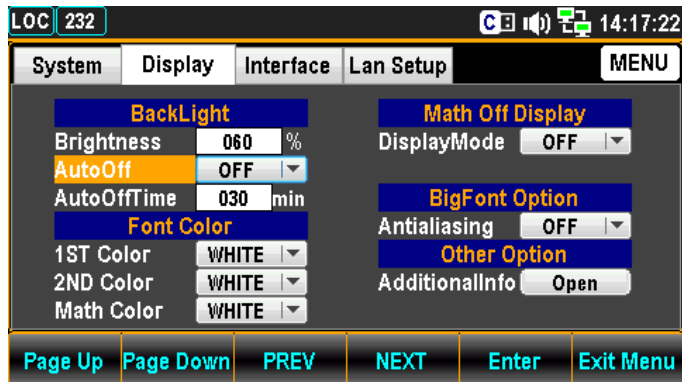 LOC 232 C 14:17:22
System Display Interface Lan Setup MENU
BackLight
Brightness 060 %
AutoOff OFF
AutoOffTime 030 min
Font Color
1ST Color WHITE
2ND Color WHITE
Math Color WHITE
Math Off Display
DisplayMode OFF
BigFont Option
Antialiasing OFF
Other Option
AdditionalInfo Open
Page Up Page Down PREV NEXT Enter Exit Menu